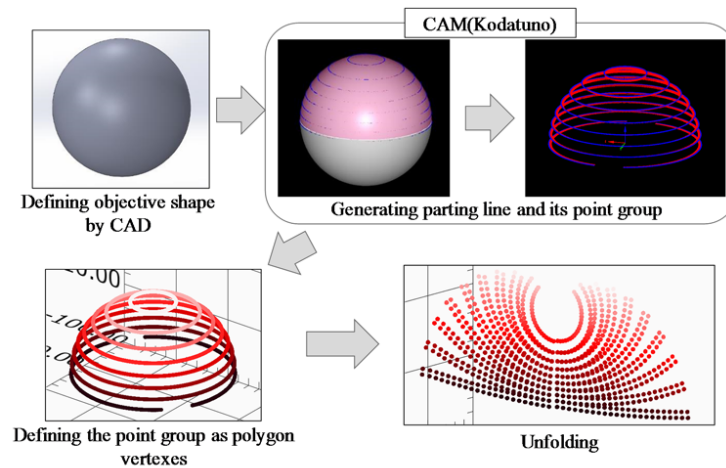 CAM(Kodatuno)
Defining objective shape
by CAD
Generating parting line and its point group
Defining the point group as polygon
vertexes
Unfolding